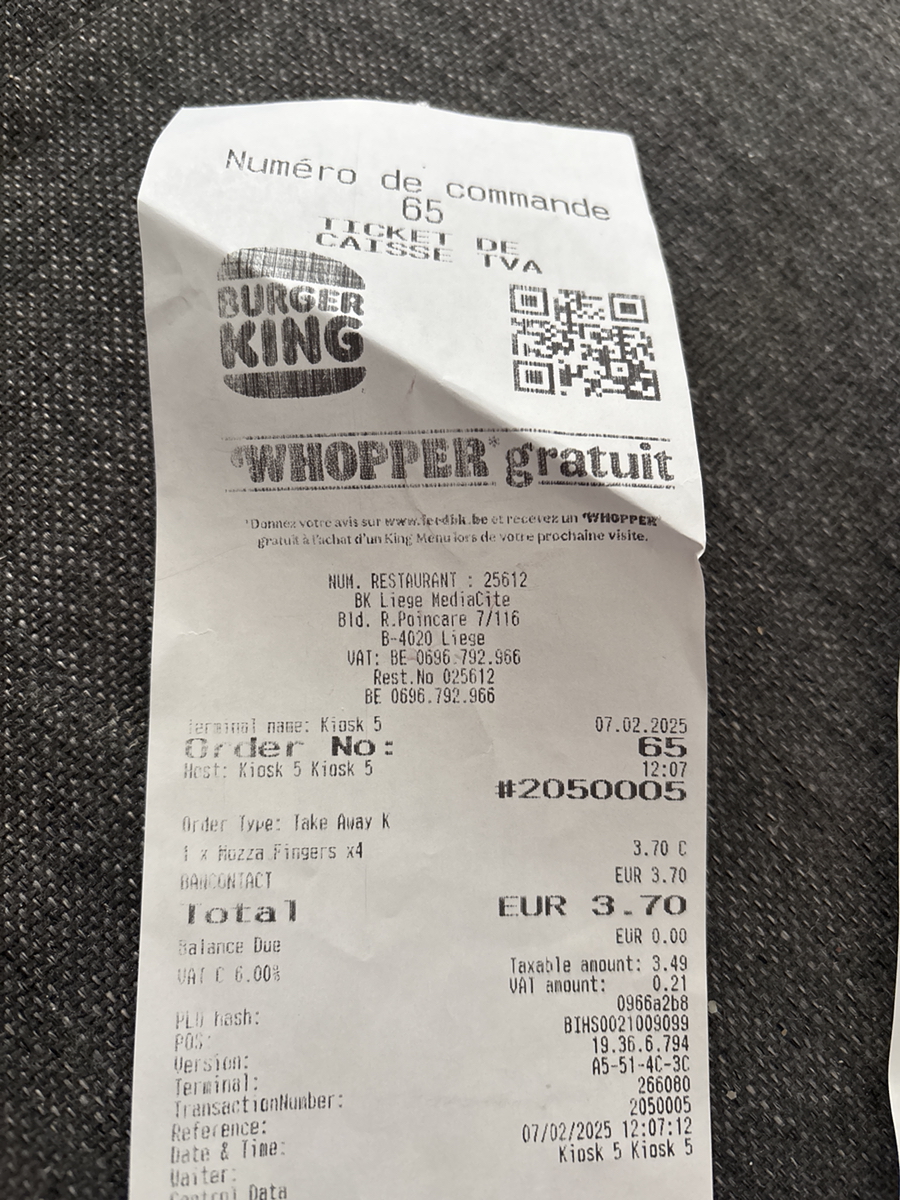 Numéro de commande
65
TICKET DE
CAISSE TVA
BURGER
KING
WHOPPER* gratuit
*Donnez votre avis sur www.feedbk.be et recevez un WHOPPER
gratuit à l'achat d'un King Menu lors de votre prochaine visite.
NUM. RESTAURANT : 25612
BK Liege MediaCite
Bld. R.Poincare 7/116
B-4020 Liege
VAT: BE 0696.792.966
Rest.No 025612
BE 0696.792.966
Terminal name: Kiosk 5 07.02.2025
Order No: 65
Host: Kiosk 5 Kiosk 5 12:07
#2050005
Order Type: Take Away K
1 x Mozza Fingers x4 3.70 C
BANCONTACT EUR 3.70
Total EUR 3.70
Balance Due EUR 0.00
VAT C 6.00% Taxable amount: 3.49
VAT amount: 0.21
PLU hash: 0966a2b8
POS: BIHS0021009099
Version: 19.36.6.794
Terminal: A5-51-4C-3C
TransactionNumber: 266080
Reference: 2050005
Date & Time: 07/02/2025 12:07:12
Waiter: Kiosk 5 Kiosk 5
Control Data